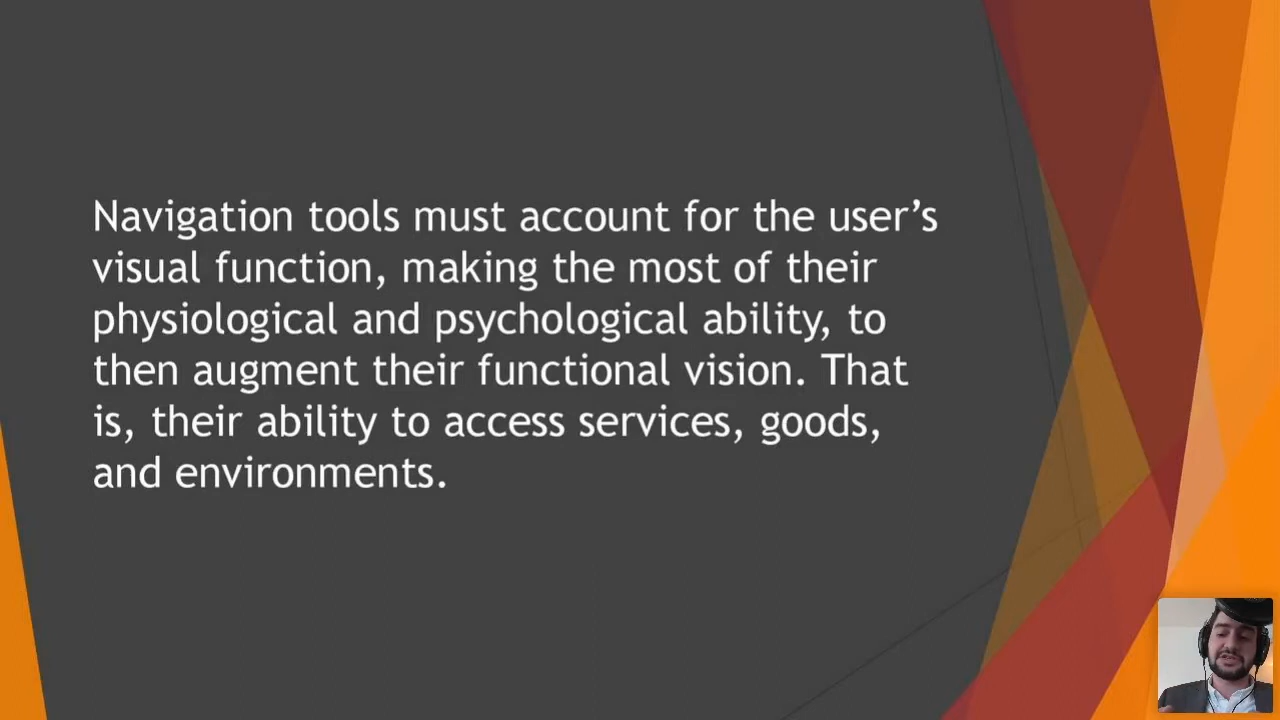 Navigation tools must account for the user’s
visual function, making the most of their
physiological and psychological ability, to
then augment their functional vision. That
is, their ability to access services, goods,
and environments.